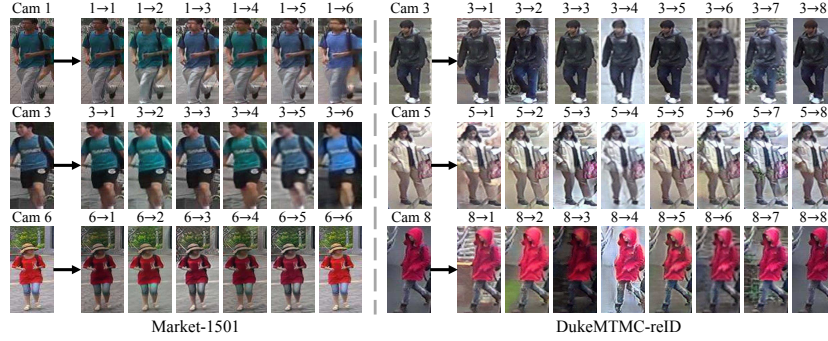 Cam 1 1→1 1→2 1→3 1→4 1→5 1→6
Cam 3 3→1 3→2 3→3 3→4 3→5 3→6
Cam 6 6→1 6→2 6→3 6→4 6→5 6→6
Market-1501
Cam 3 3→1 3→2 3→3 3→4 3→5 3→6 3→7 3→8
Cam 5 5→1 5→2 5→3 5→4 5→5 5→6 5→7 5→8
Cam 8 8→1 8→2 8→3 8→4 8→5 8→6 8→7 8→8
DukeMTMC-reID